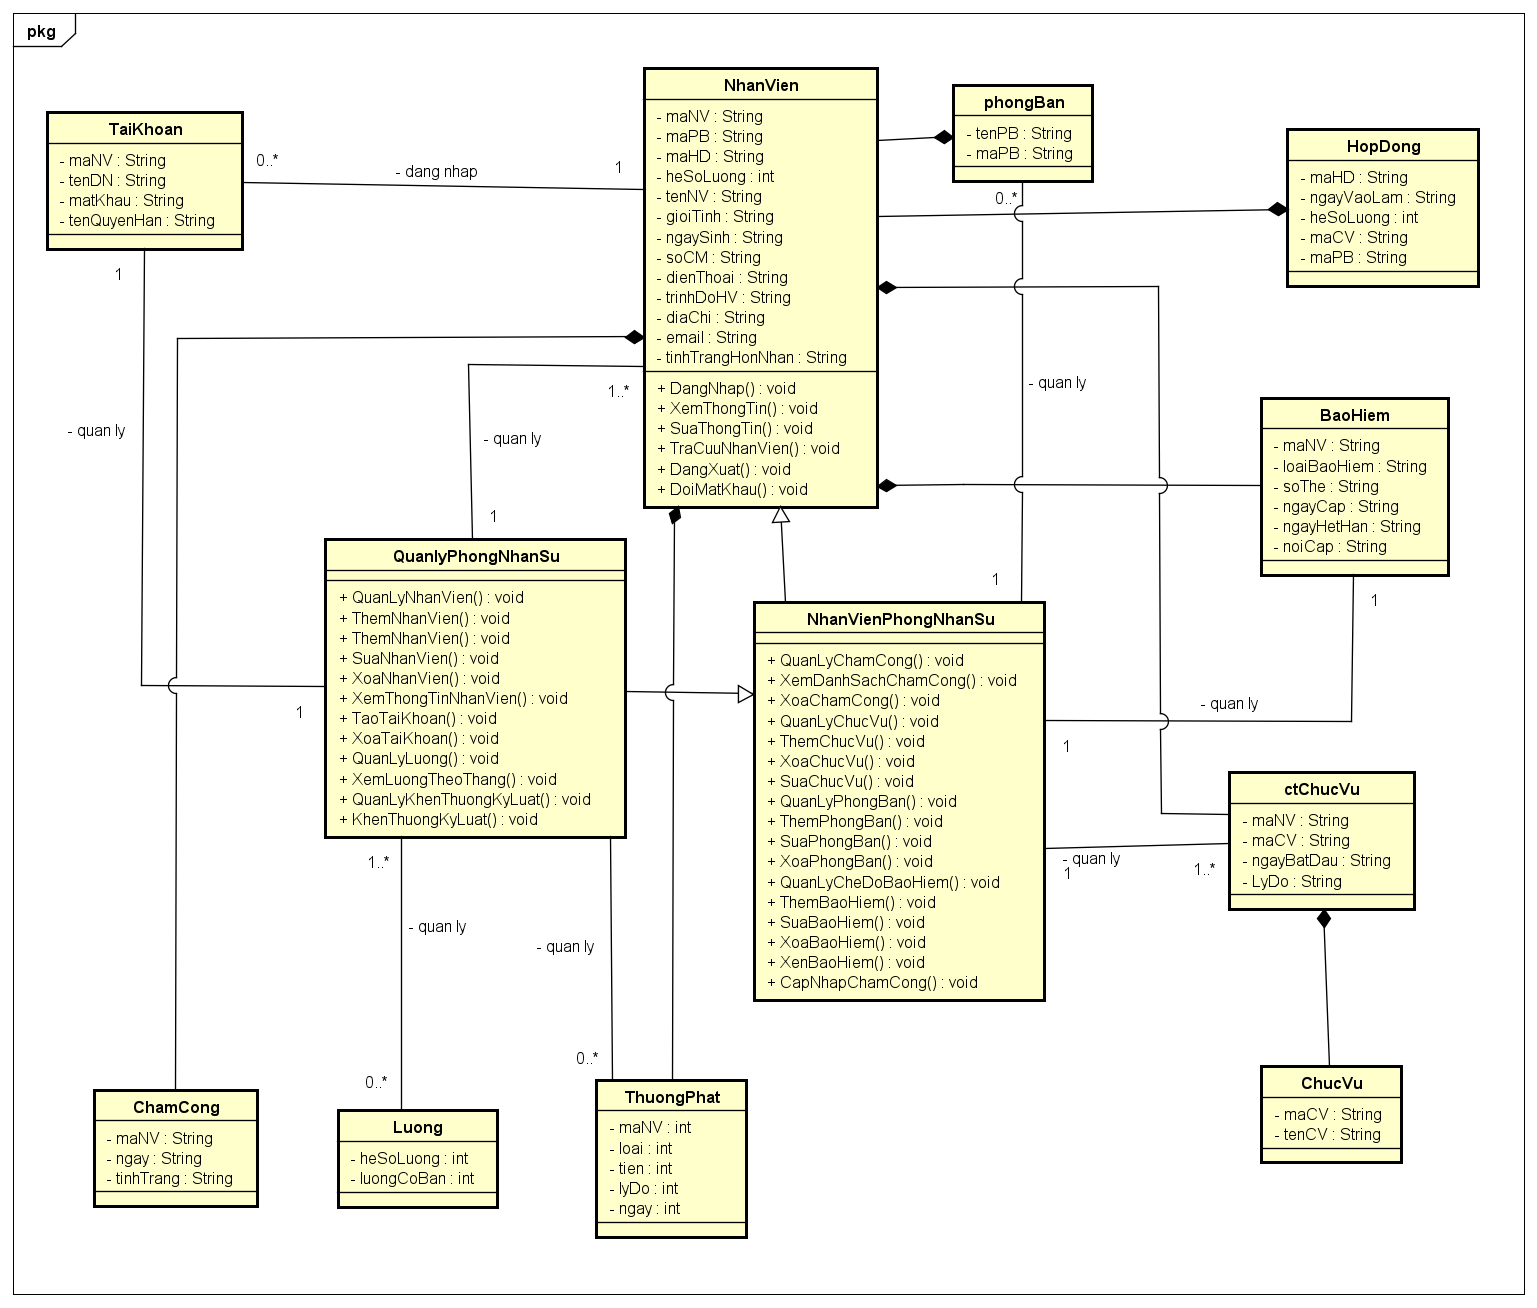 pkg
NhanVien
- maNV : String
- maPB : String
- maHD : String
- heSoLuong : int
- tenNV : String
- gioiTinh : String
- ngaySinh : String
- soCM : String
- dienThoai : String
- trinhDoHV : String
- diaChi : String
- email : String
- tinhTrangHonNhan : String
+ DangNhap() : void
+ XemThongTin() : void
+ SuaThongTin() : void
+ TraCuuNhanVien() : void
+ DangXuat() : void
+ DoiMatKhau() : void
phongBan
- tenPB : String
- maPB : String
0..*
TaiKhoan
- maNV : String
- tenDN : String
- matKhau : String
- tenQuyenHan : String
0..*
- dang nhap
1
HopDong
- maHD : String
- ngayVaoLam : String
- heSoLuong : int
- maCV : String
- maPB : String
1
- quan ly
1..*
- quan ly
1
- quan ly
1
BaoHiem
- maNV : String
- loaiBaoHiem : String
- soThe : String
- ngayCap : String
- ngayHetHan : String
- noiCap : String
1
QuanlyPhongNhanSu
+ QuanLyNhanVien() : void
+ ThemNhanVien() : void
+ ThemNhanVien() : void
+ SuaNhanVien() : void
+ XoaNhanVien() : void
+ XemThongTinNhanVien() : void
+ TaoTaiKhoan() : void
+ XoaTaiKhoan() : void
+ QuanLyLuong() : void
+ XemLuongTheoThang() : void
+ QuanLyKhenThuongKyLuat() : void
+ KhenThuongKyLuat() : void
1
NhanVienPhongNhanSu
+ QuanLyChamCong() : void
+ XemDanhSachChamCong() : void
+ XoaChamCong() : void
+ QuanLyChucVu() : void
+ ThemChucVu() : void
+ XoaChucVu() : void
+ SuaChucVu() : void
+ QuanLyPhongBan() : void
+ ThemPhongBan() : void
+ SuaPhongBan() : void
+ XoaPhongBan() : void
+ QuanLyCheDoBaoHiem() : void
+ ThemBaoHiem() : void
+ SuaBaoHiem() : void
+ XoaBaoHiem() : void
+ XenBaoHiem() : void
+ CapNhapChamCong() : void
- quan ly
1
ctChucVu
- maNV : String
- maCV : String
- ngayBatDau : String
- LyDo : String
- quan ly
1
1..*
1..*
- quan ly
0..*
- quan ly
0..*
ChamCong
- maNV : String
- ngay : String
- tinhTrang : String
Luong
- heSoLuong : int
- luongCoBan : int
ThuongPhat
- maNV : int
- loai : int
- tien : int
- lyDo : int
- ngay : int
ChucVu
- maCV : String
- tenCV : String